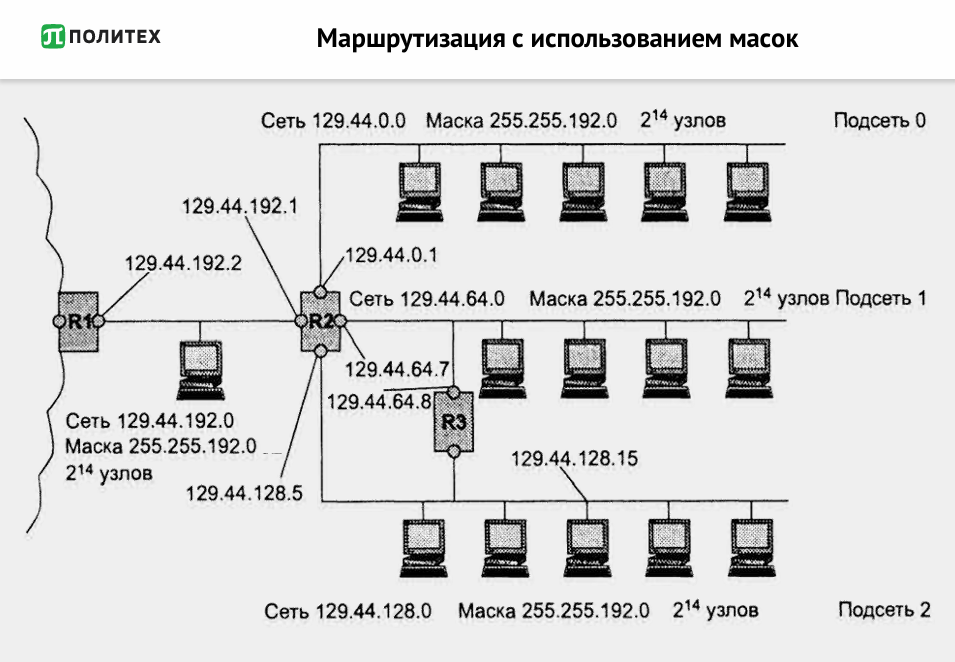 ПОЛИТЕХ
Маршрутизация с использованием масок
Сеть 129.44.0.0 Маска 255.255.192.0 2¹⁴ узлов Подсеть 0
129.44.192.1
129.44.0.1
129.44.192.2
Сеть 129.44.64.0 Маска 255.255.192.0 2¹⁴ узлов Подсеть 1
R1
R2
129.44.64.7
129.44.64.8
R3
Сеть 129.44.192.0
Маска 255.255.192.0
2¹⁴ узлов
129.44.128.15
129.44.128.5
Сеть 129.44.128.0 Маска 255.255.192.0 2¹⁴ узлов Подсеть 2